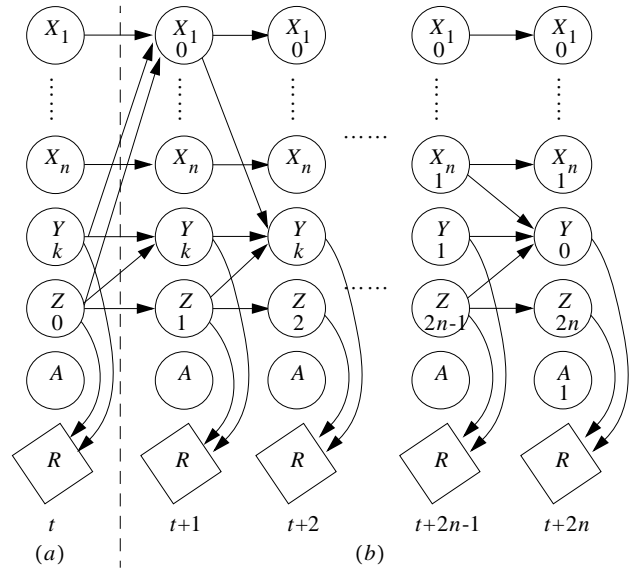 X1 X1 X1 X1 X1
0 0 0 0
...... ...... ...... ...... ......
......
Xn Xn Xn Xn Xn
1 1
Y Y Y Y Y
k k k 1 0
......
Z Z Z Z Z
0 1 2 2n-1 2n
A A A A A
1
R R R R R
t t+1 t+2 t+2n-1 t+2n
(a) (b)